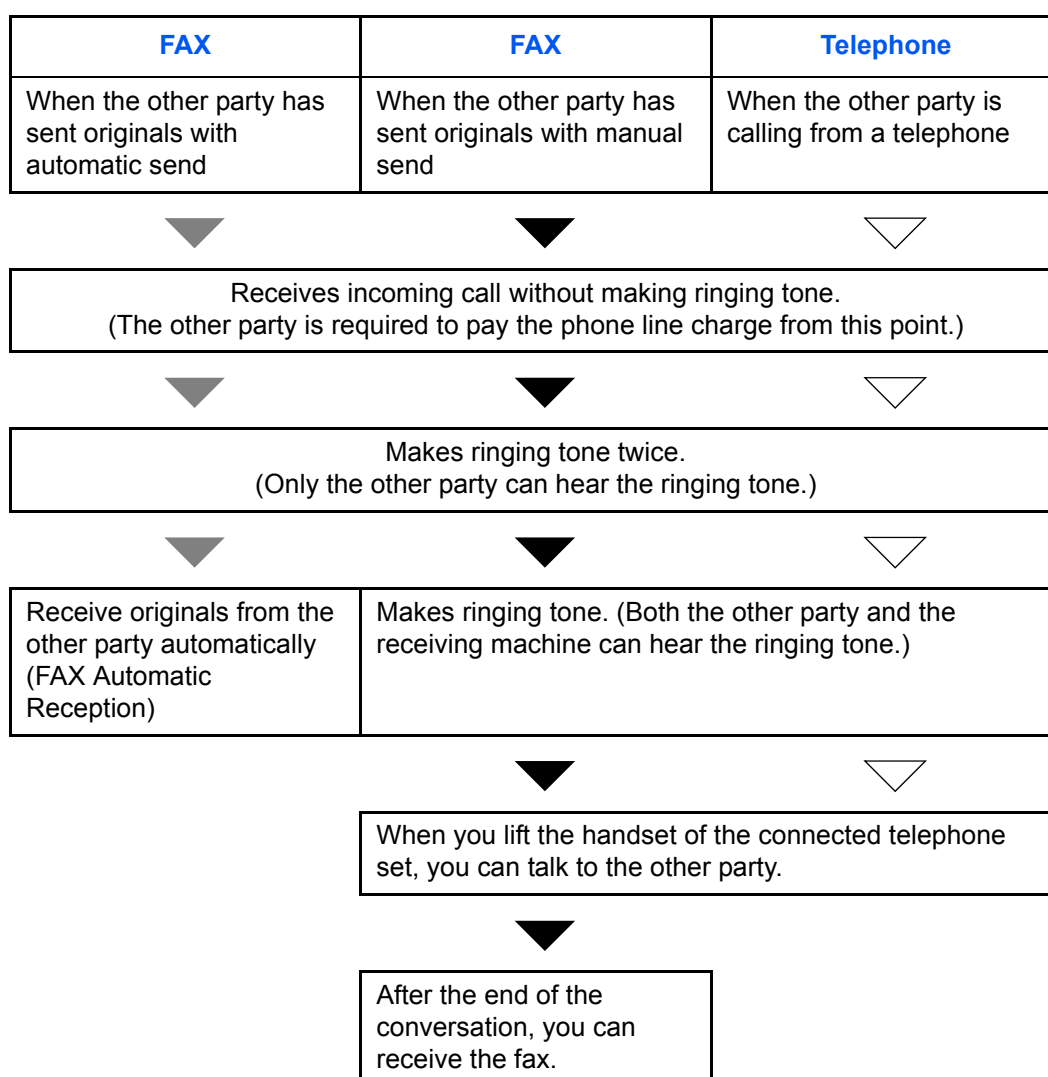 FAX
FAX
Telephone
When the other party has
sent originals with
automatic send
When the other party has
sent originals with manual
send
When the other party is
calling from a telephone
Receives incoming call without making ringing tone.
(The other party is required to pay the phone line charge from this point.)
Makes ringing tone twice.
(Only the other party can hear the ringing tone.)
Receive originals from the
other party automatically
(FAX Automatic
Reception)
Makes ringing tone. (Both the other party and the
receiving machine can hear the ringing tone.)
When you lift the handset of the connected telephone
set, you can talk to the other party.
After the end of the
conversation, you can
receive the fax.